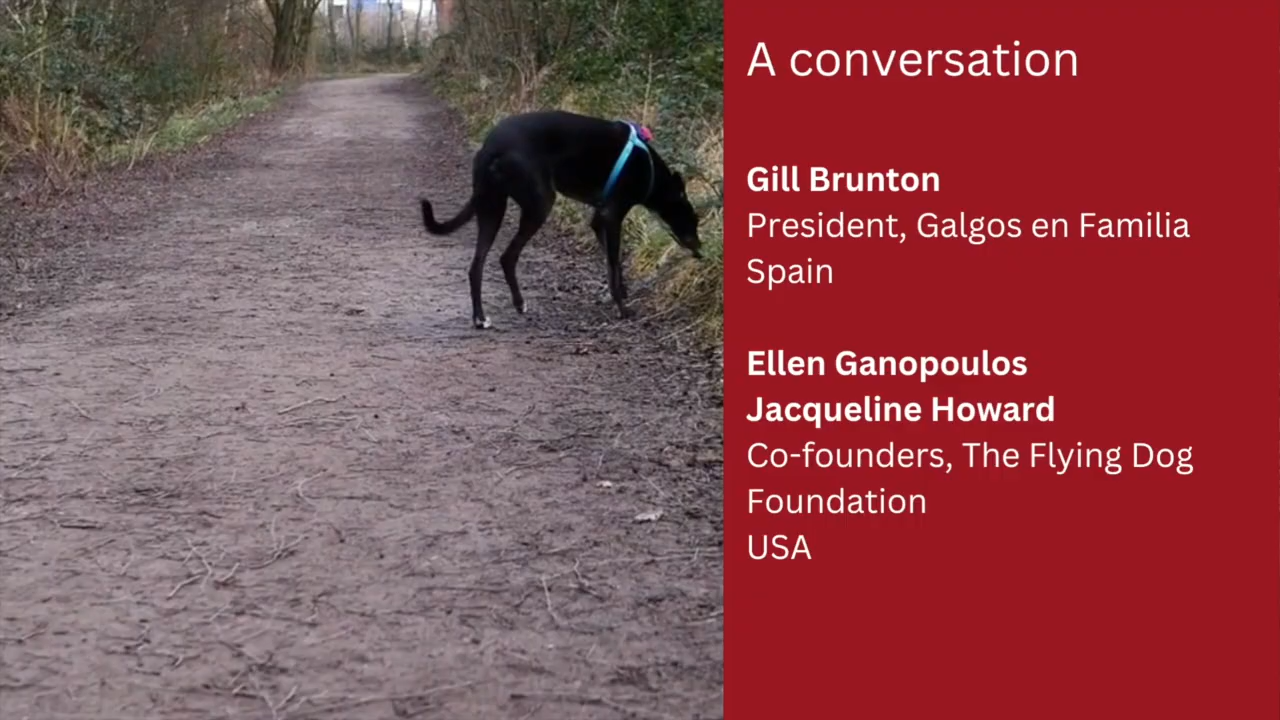 A conversation
Gill Brunton
President, Galgos en Familia
Spain
Ellen Ganopoulos
Jacqueline Howard
Co-founders, The Flying Dog
Foundation
USA